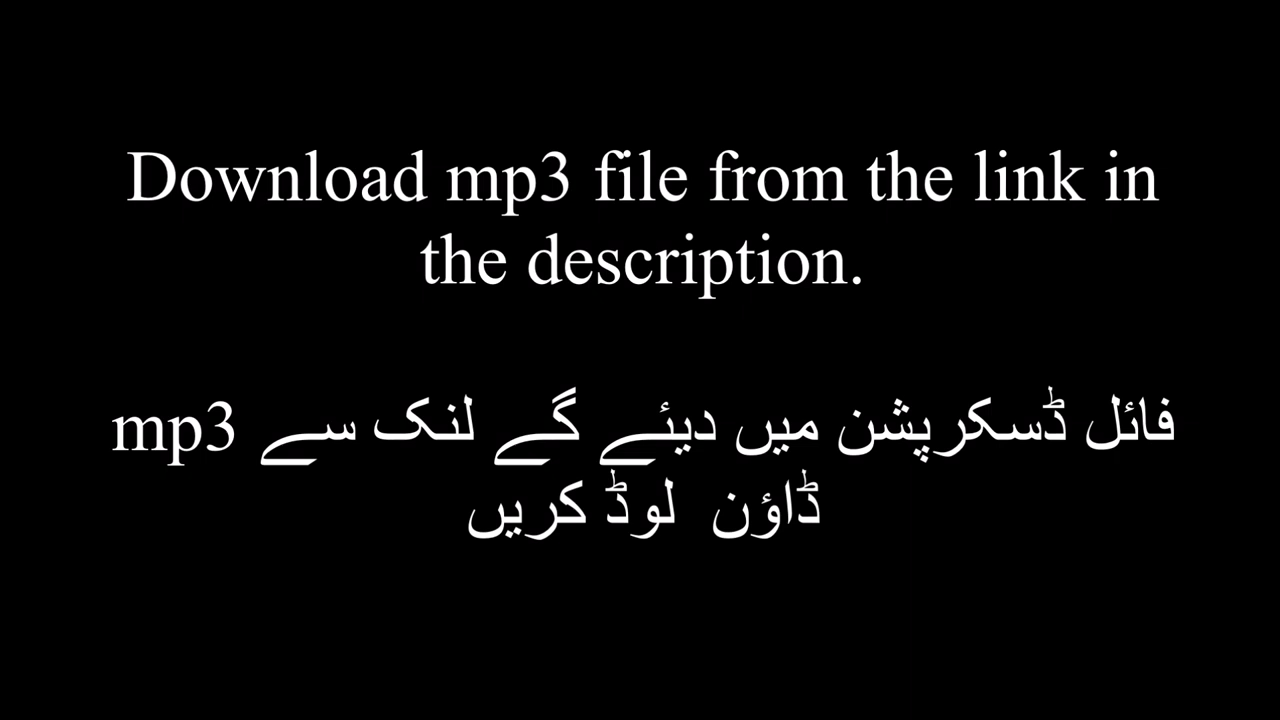 Download mp3 file from the link in
the description.
mp3 فائل ڈسکرپشن میں دیئے گے لنک سے
ڈاؤن لوڈ کریں